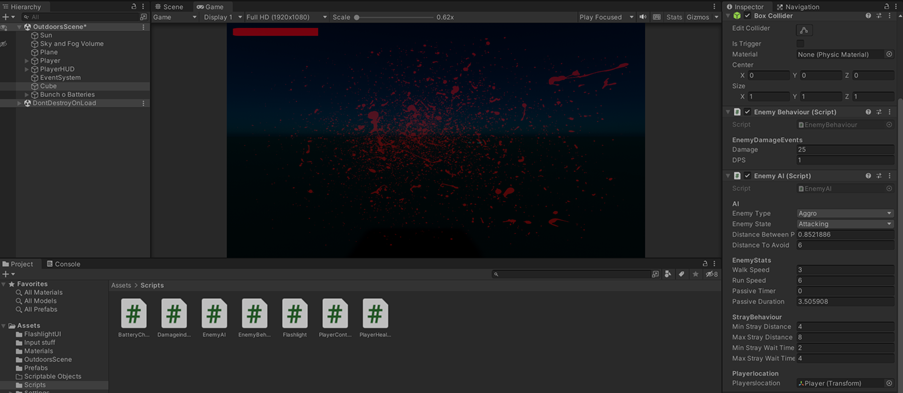 Hierarchy
All
OutdoorsScene*
Sun
Sky and Fog Volume
Plane
Player
PlayerHUD
EventSystem
Cube
Bunch o Batteries
DontDestroyOnLoad
Scene Game
Game Display 1 Full HD (1920x1080) Scale 0.62x Play Focused Stats Gizmos
Project Console
8
Favorites
All Materials
All Models
All Prefabs
Assets
FlashlightUI
Input stuff
Materials
OutdoorsScene
Prefabs
Scriptable Objects
Scripts
Settings
Assets > Scripts
BatteryCh... DamageInd... EnemyAI EnemyBeh... Flashlight PlayerCont... PlayerHeal...
Inspector Navigation
Box Collider
Edit Collider
Is Trigger
Material None (Physic Material)
Center
X 0 Y 0 Z 0
Size
X 1 Y 1 Z 1
Enemy Behaviour (Script)
Script EnemyBehaviour
EnemyDamageEvents
Damage 25
DPS 1
Enemy AI (Script)
Script EnemyAI
AI
Enemy Type Aggro
Enemy State Attacking
Distance Between P 0.8521886
Distance To Avoid 6
EnemyStats
Walk Speed 3
Run Speed 6
Passive Timer 0
Passive Duration 3.505908
StrayBehaviour
Min Stray Distance 4
Max Stray Distance 8
Min Stray Wait Time 2
Max Stray Wait Time 4
Playerlocation
Playerslocation Player (Transform)